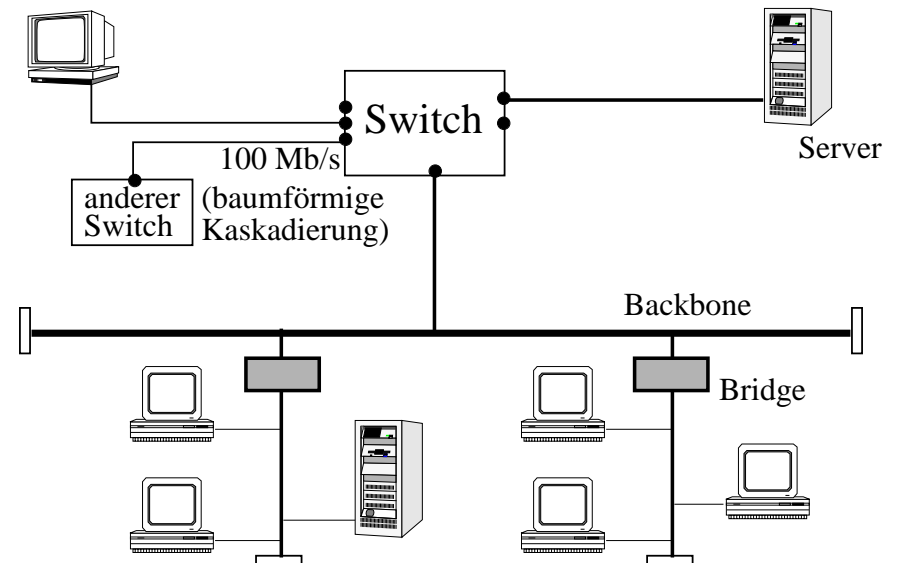 Switch
Server
100 Mb/s
anderer
Switch
(baumförmige
Kaskadierung)
Backbone
Bridge